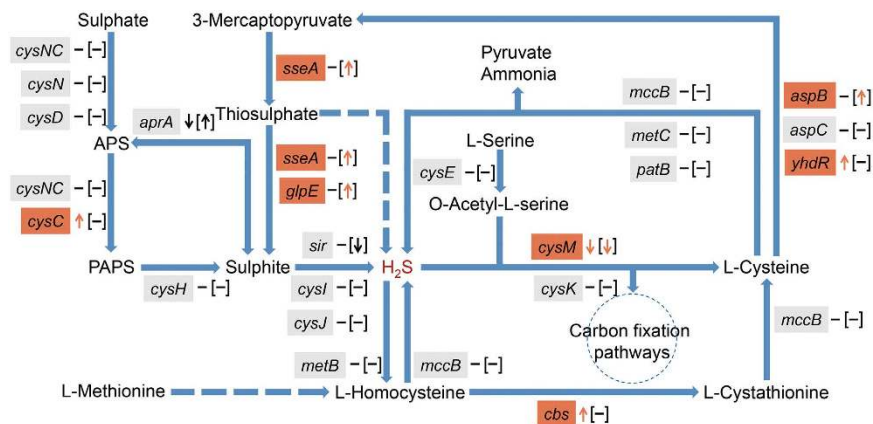 Sulphate
3-Mercaptopyruvate
cysNC –[–]
cysN –[–]
cysD –[–]
sseA –[↑]
Pyruvate
Ammonia
mccB –[–]
aspB –[↑]
aprA ↓[↑]
Thiosulphate
metC –[–]
aspC –[–]
APS
L-Serine
patB –[–]
yhdR ↑[–]
sseA –[↑]
cysE –[–]
cysNC –[–]
glpE –[↑]
cysC ↑[–]
O-Acetyl-L-serine
sir –[↓]
cysM ↓[↓]
PAPS
Sulphite
H₂S
L-Cysteine
cysH –[–]
cysI –[–]
cysK –[–]
cysJ –[–]
Carbon fixation
pathways
mccB –[–]
metB –[–]
mccB –[–]
L-Methionine
L-Homocysteine
L-Cystathionine
cbs ↑[–]